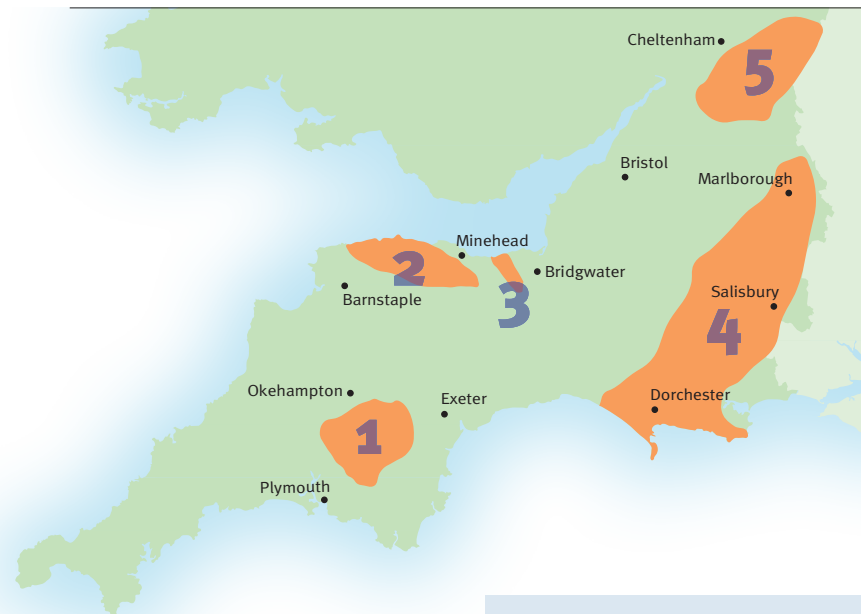 Cheltenham
5
Bristol
Marlborough
Minehead
2
Bridgwater
3
Barnstaple
Salisbury
4
Okehampton
Exeter
Dorchester
1
Plymouth